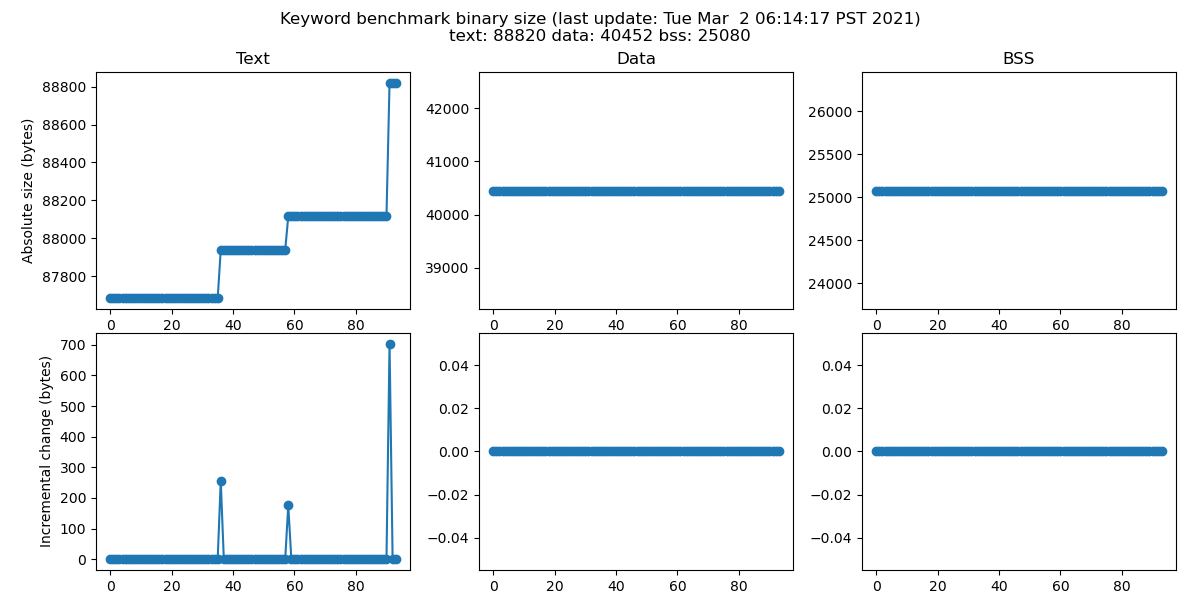 Keyword benchmark binary size (last update: Tue Mar  2 06:14:17 PST 2021)
text: 88820 data: 40452 bss: 25080
Text
Data
BSS
Absolute size (bytes)
88800
88600
88400
88200
88000
87800
0 20 40 60 80
42000
41000
40000
39000
0 20 40 60 80
26000
25500
25000
24500
24000
0 20 40 60 80
Incremental change (bytes)
700
600
500
400
300
200
100
0
0 20 40 60 80
0.04
0.02
0.00
−0.02
−0.04
0 20 40 60 80
0.04
0.02
0.00
−0.02
−0.04
0 20 40 60 80